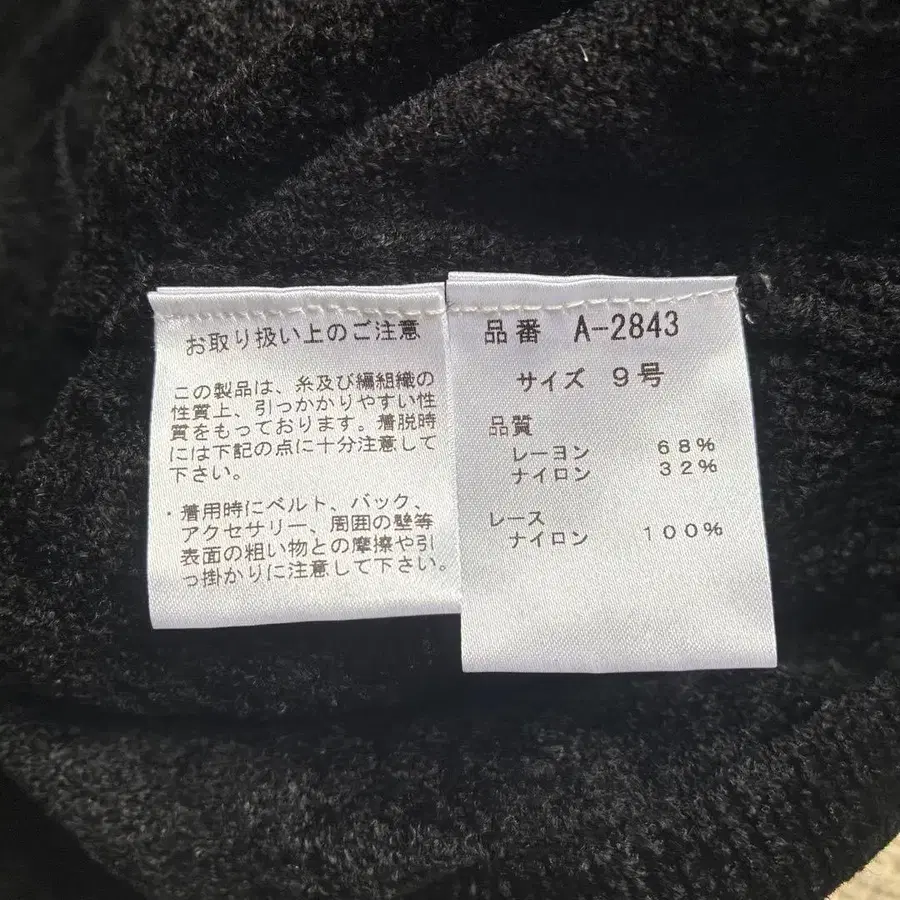 お取り扱い上のご注意
この製品は、糸及び編組織の
性質上、引っかかりやすい性
質をもっております。着脱時
には下記の点に十分注意して
下さい。
・着用時にベルト、バック、
アクセサリー、周囲の壁等
表面の粗い物との摩擦や引
っ掛かりに注意して下さい。
品番 A-2843
サイズ 9号
品質
レーヨン 68%
ナイロン 32%
レース
ナイロン 100%